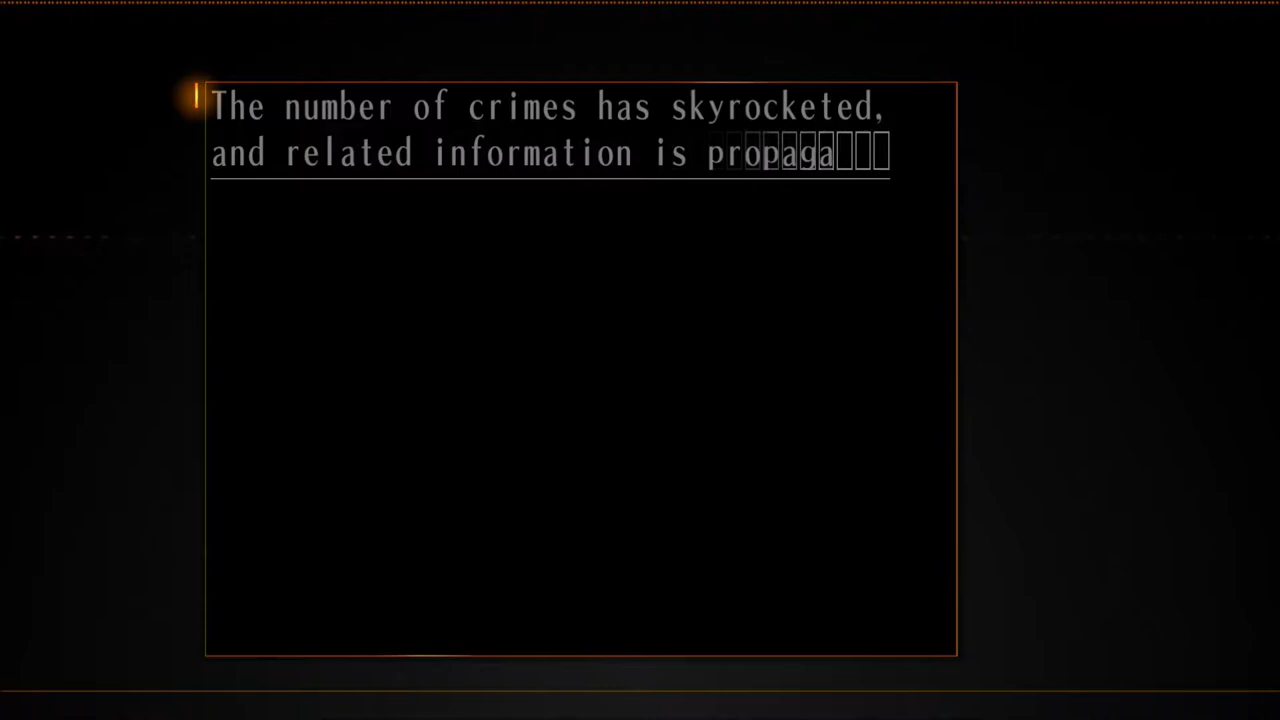 The number of crimes has skyrocketed,
and related information is propaga